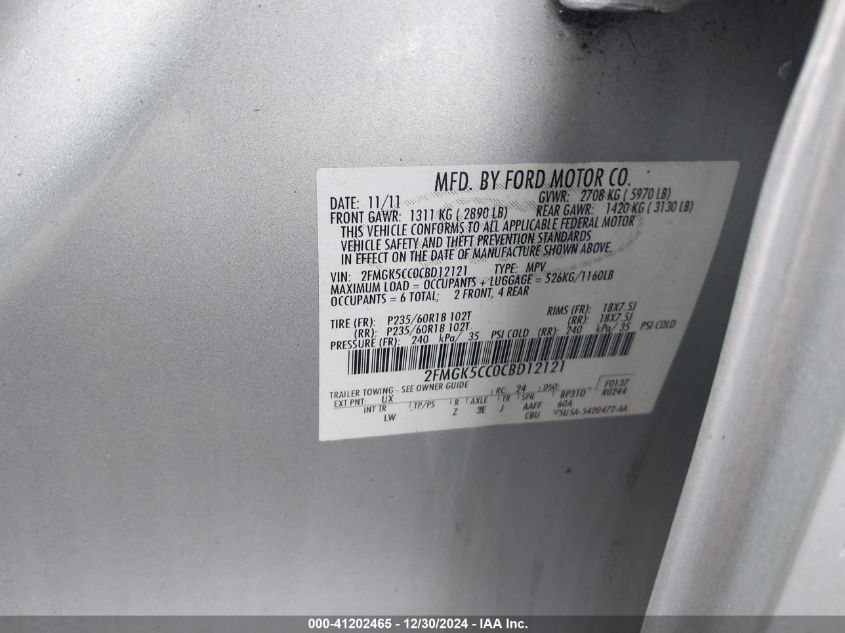 MFD. BY FORD MOTOR CO.
DATE: 11/11 GVWR: 2708 KG ( 5970 LB)
FRONT GAWR: 1311 KG ( 2890 LB) REAR GAWR: 1420 KG ( 3130 LB)
THIS VEHICLE CONFORMS TO ALL APPLICABLE FEDERAL MOTOR
VEHICLE SAFETY AND THEFT PREVENTION STANDARDS
IN EFFECT ON THE DATE OF MANUFACTURE SHOWN ABOVE.
VIN: 2FMGK5CC0CBD12121 TYPE: MPV
MAXIMUM LOAD = OCCUPANTS + LUGGAGE = 526KG/1160LB
OCCUPANTS = 6 TOTAL; 2 FRONT, 4 REAR
TIRE (FR): P235/60R18 102T RIMS (FR): 18X7.5J
(RR): P235/60R18 102T (RR): 18X7.5J
PRESSURE (FR): 240 kPa/ 35 PSI COLD (RR): 240 kPa/ 35 PSI COLD
2FMGK5CC0CBD12121
TRAILER TOWING - SEE OWNER GUIDE F0137
EXT PNT: UX RC: 24 DSO: BP31D R0244
INT TR TP/PS R AXLE TR SPR 60A
LW Z 3E J AAFF V5U5A-5420472-AA
CBU
000-41202465 - 12/30/2024 - IAA Inc.